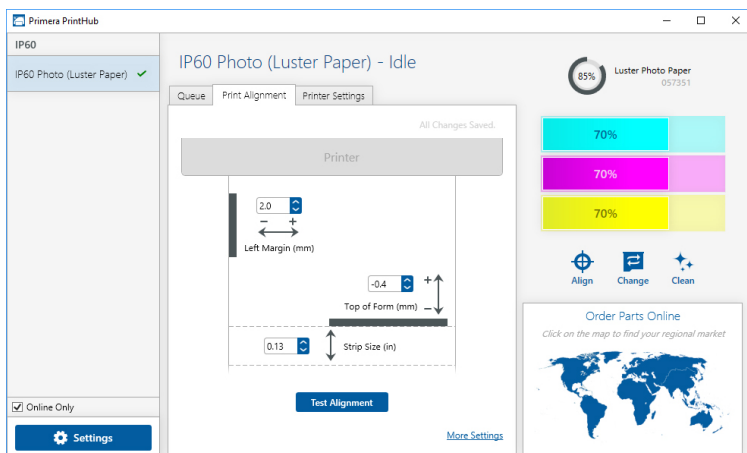 Primera PrintHub
IP60
IP60 Photo (Luster Paper)
Online Only
Settings
IP60 Photo (Luster Paper) - Idle
Queue Print Alignment Printer Settings
All Changes Saved.
Printer
2.0
− +
Left Margin (mm)
-0.4 +
Top of Form (mm) −
0.13 Strip Size (in)
Test Alignment
More Settings
85% Luster Photo Paper
057351
70%
70%
70%
Align Change Clean
Order Parts Online
Click on the map to find your regional market